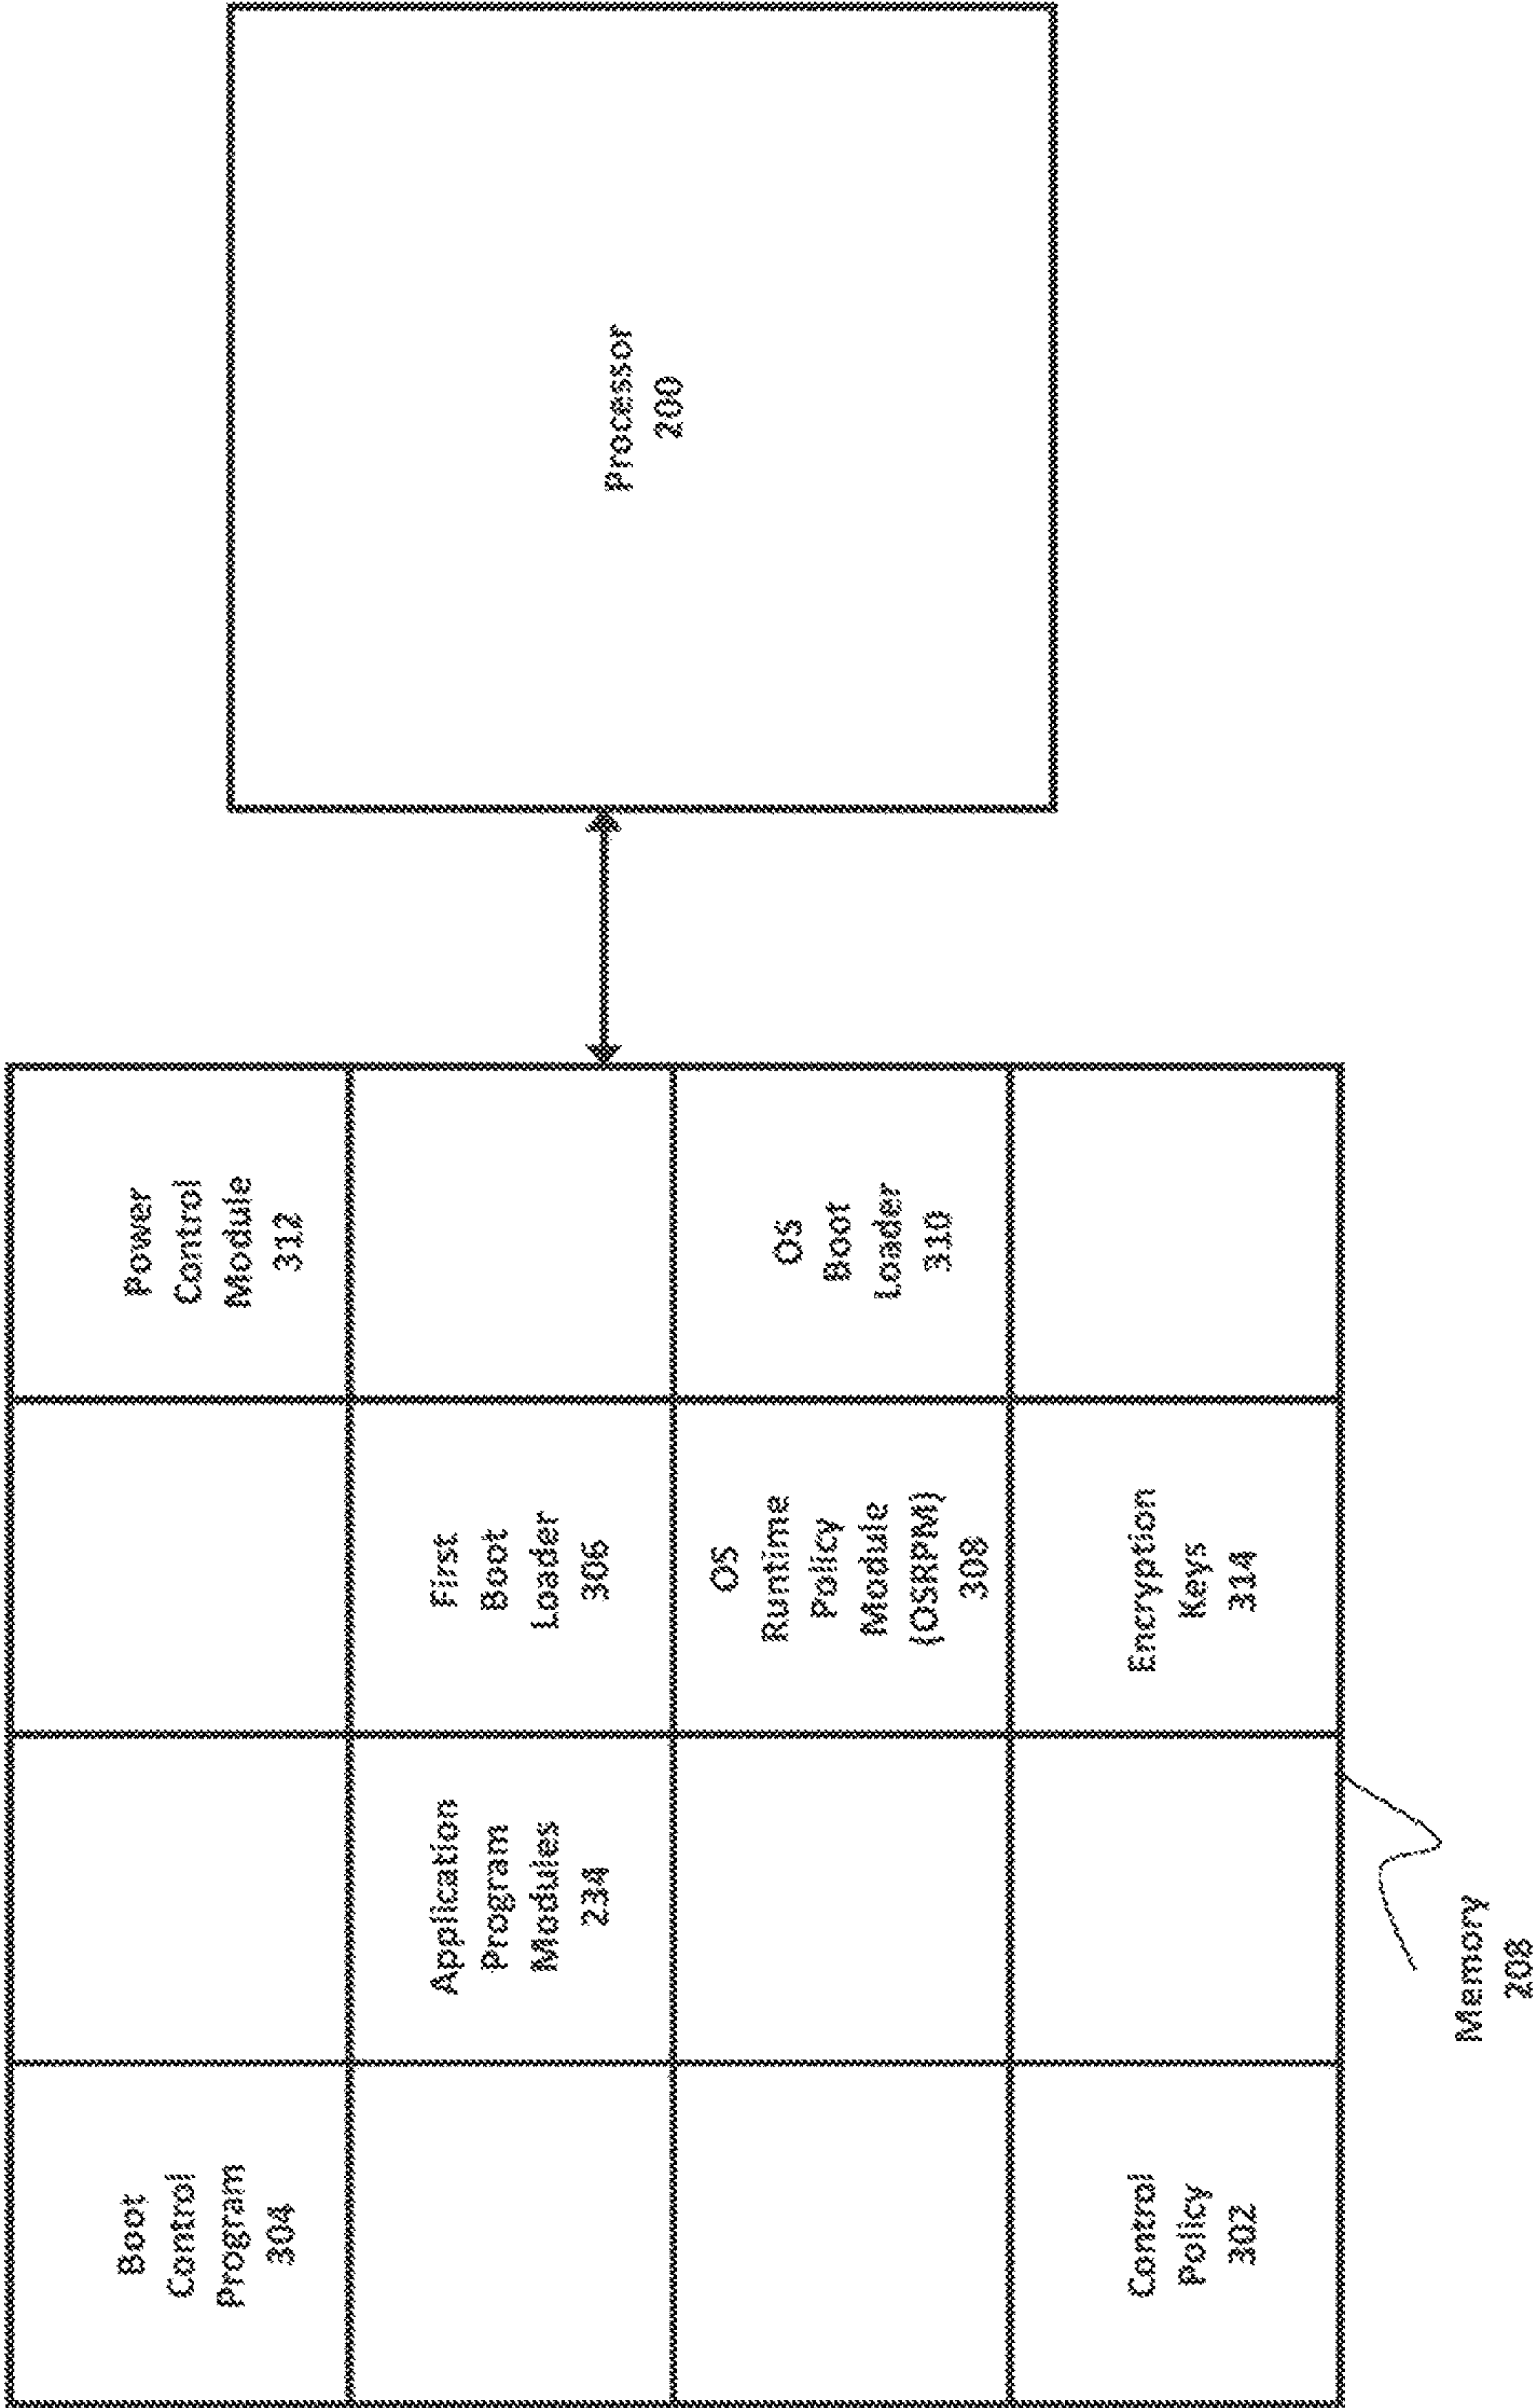 Boot
Control
Program
304
Power
Control
Module
312
Application
Program
Modules
234
First
Boot
Loader
306
OS
Runtime
Policy
Module
(OSRPM)
308
OS
Boot
Loader
310
Control
Policy
302
Encryption
Keys
314
Memory
208
Processor
200